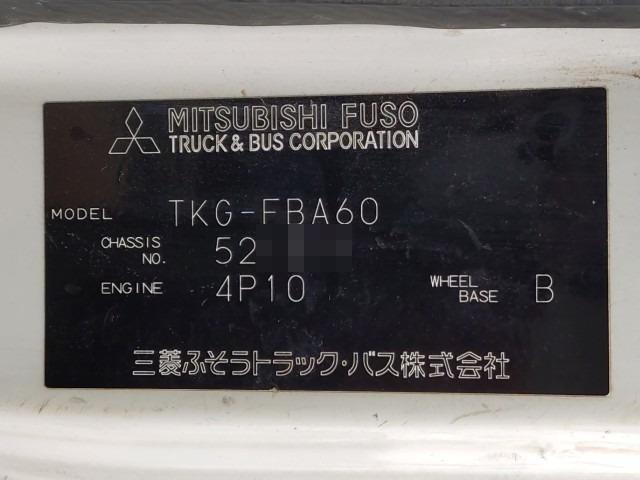 MITSUBISHI FUSO
TRUCK & BUS CORPORATION
MODEL TKG-FBA60
CHASSIS NO. 52
ENGINE 4P10 WHEEL BASE B
三菱ふそうトラック・バス株式会社